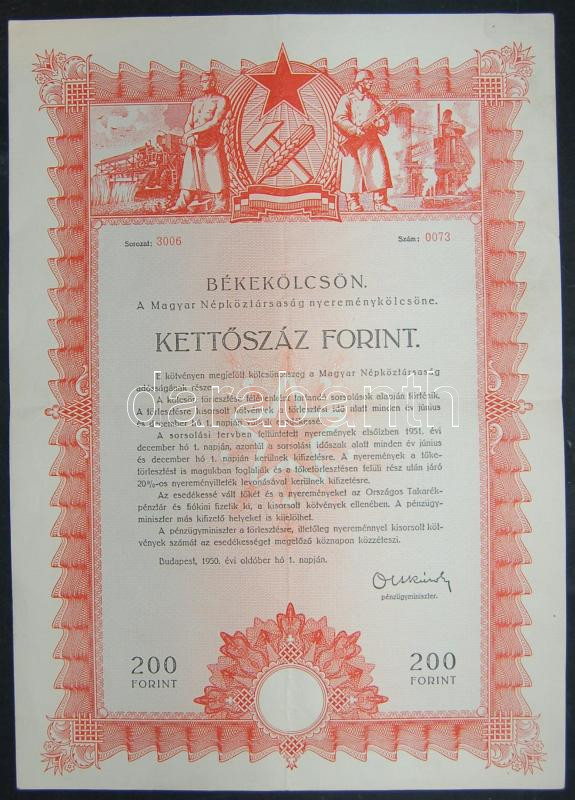 Sorozat: 3006 Szám: 0073
BÉKEKÖLCSÖN.
A Magyar Népköztársaság nyereménykölcsöne.
KETTŐSZÁZ FORINT.
E kötvényen megjelölt kölcsönösszeg a Magyar Népköztársaság
adósságának része.
A kölcsön törlesztése félévenként tartandó sorsolások alapján történik.
A törlesztésre kisorsolt kötvények a törlesztési idő alatt minden év június
és december hó 1. napján válnak esedékessé.
A sorsolási tervben feltüntetett nyeremények elsőízben 1951. évi
december hó 1. napján, azontúl a sorsolási időszak alatt minden év június
és december hó 1. napján kerülnek kifizetésre. A nyeremények a tőke-
törlesztést is magukban foglalják és a tőketörlesztésen felüli rész után járó
20%-os nyereményilleték levonásával kerülnek kifizetésre.
Az esedékessé vált tőkét és a nyereményeket az Országos Takarék-
pénztár és fiókjai fizetik ki, a kisorsolt kötvények ellenében. A pénzügy-
miniszter más kifizető helyeket is kijelölhet.
A pénzügyminiszter a törlesztésre, illetőleg nyereménnyel kisorsolt köt-
vények számát az esedékességet megelőző hónapon közzéteszi.
Budapest, 1950. évi október hó 1. napján.
pénzügyminiszter.
200 200
FORINT FORINT
darabanth